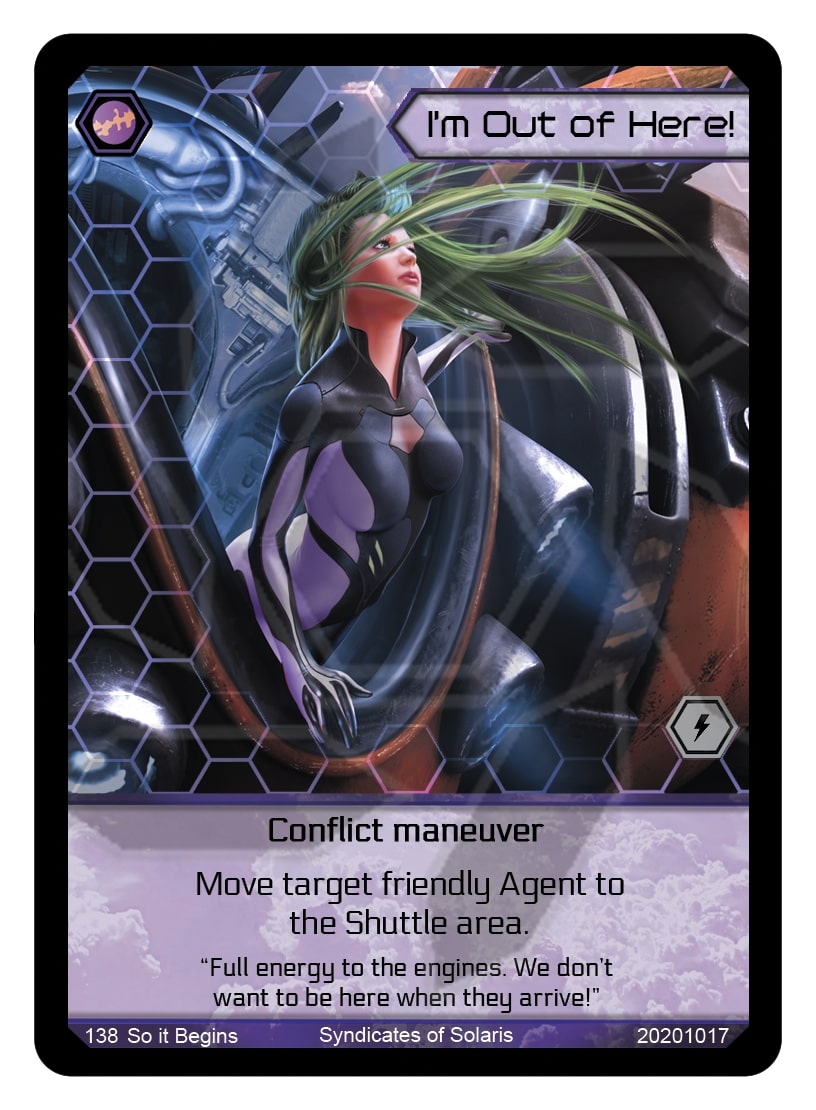 I'm Out of Here!
Conflict maneuver
Move target friendly Agent to
the Shuttle area.
“Full energy to the engines. We don’t
want to be here when they arrive!”
138 So it Begins Syndicates of Solaris 20201017